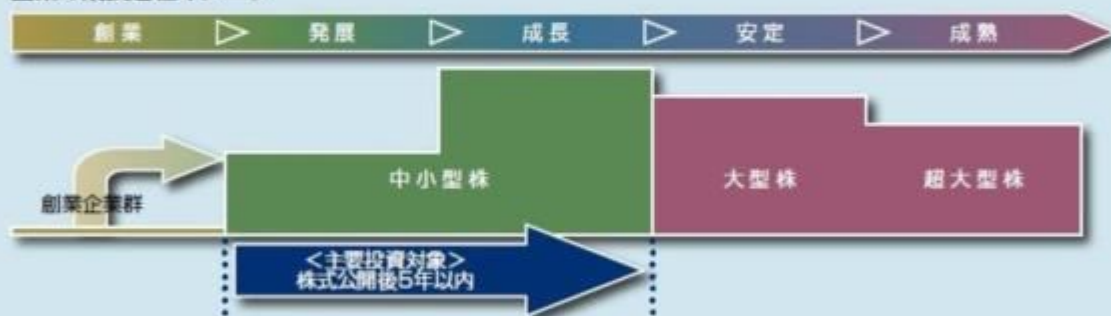 創業 発展 成長 安定 成熟
中小型株 大型株 超大型株
創業企業群
＜主要投資対象＞
株式公開後5年以内